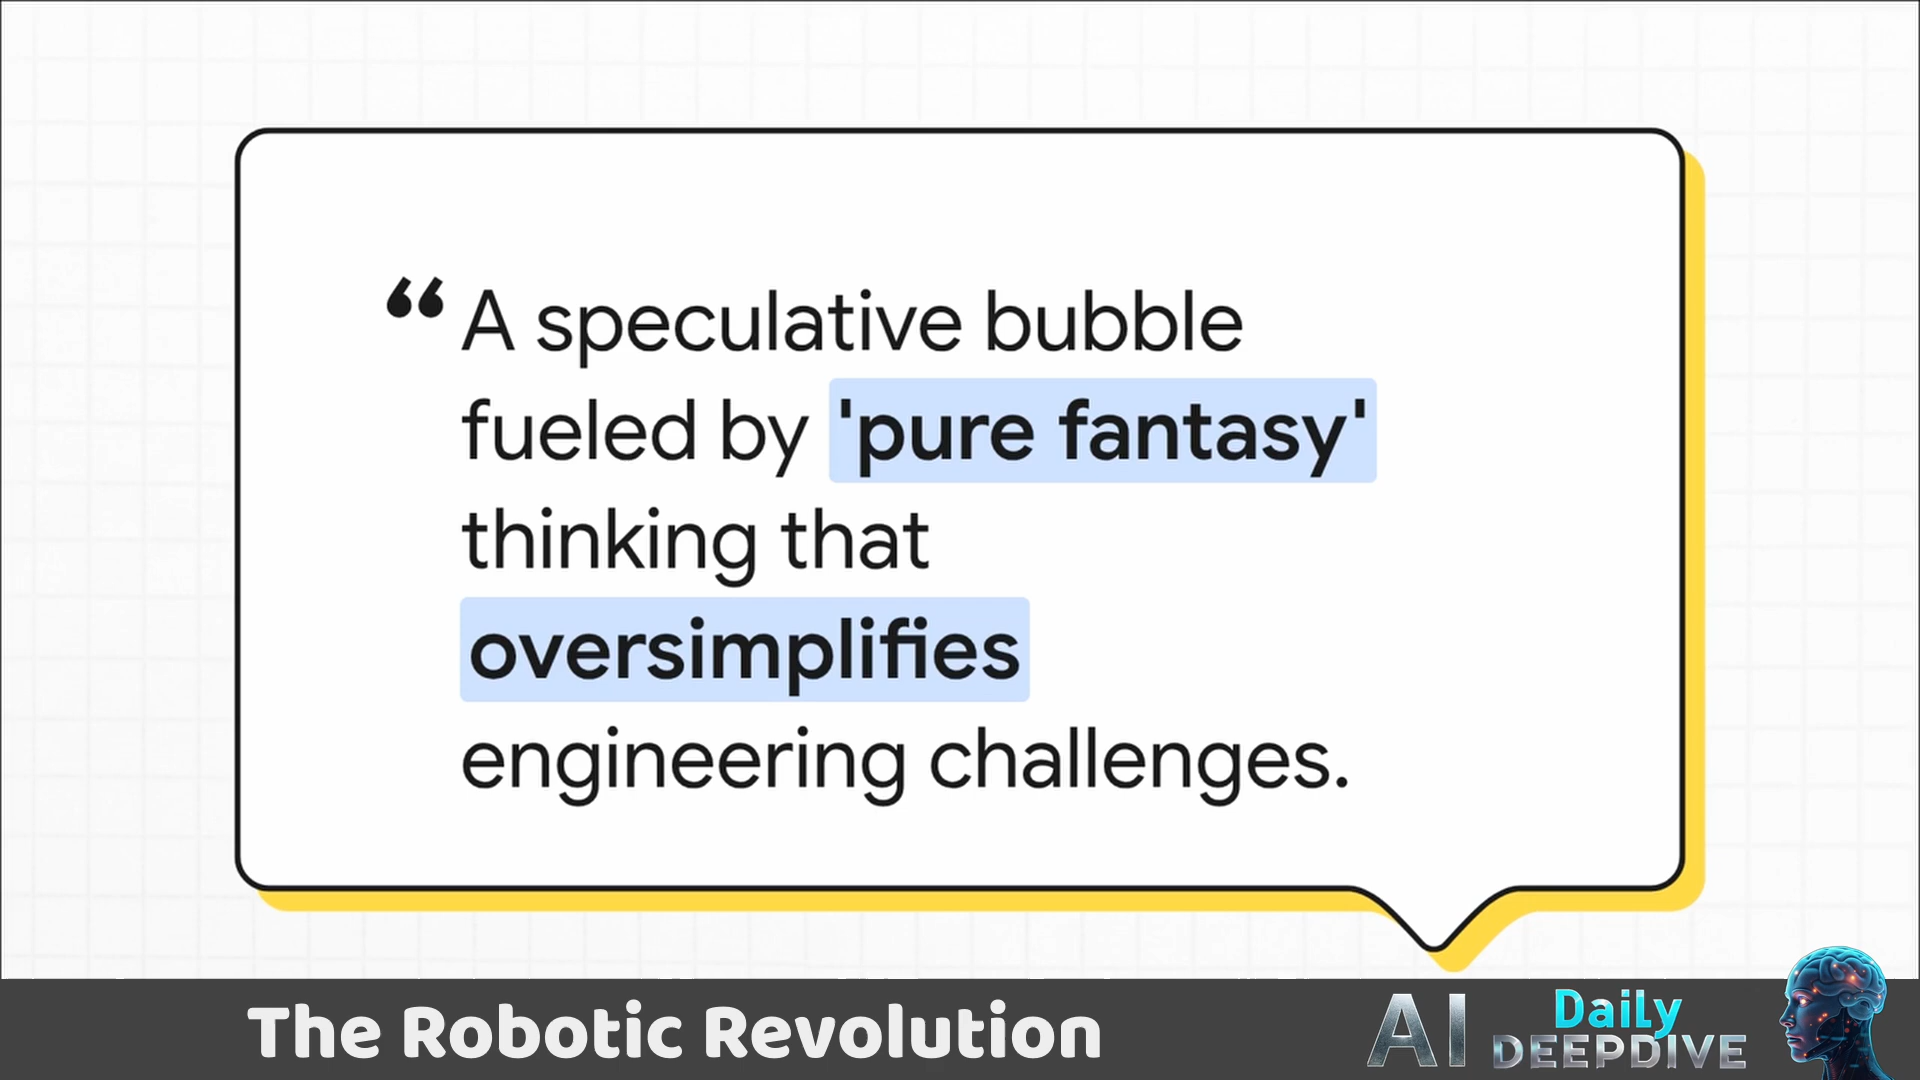 “A speculative bubble
fueled by 'pure fantasy'
thinking that
oversimplifies
engineering challenges.
The Robotic Revolution
AI Daily
DEEPDIVE